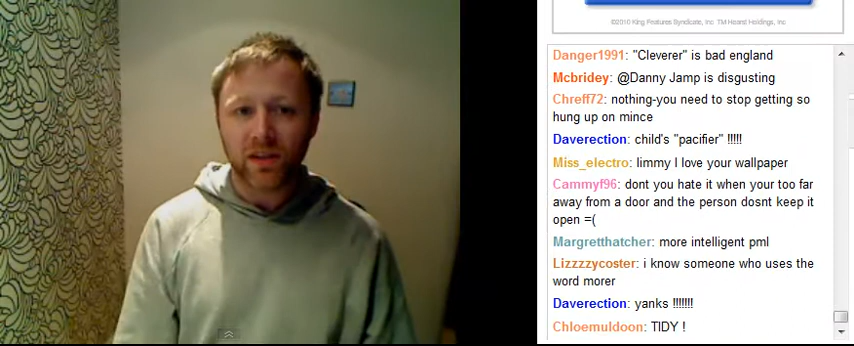 ©2010 King Features Syndicate, Inc TM Hearst Holdings, Inc
Danger1991: "Cleverer" is bad england
Mcbridey: @Danny Jamp is disgusting
Chreff72: nothing-you need to stop getting so
hung up on mince
Daverection: child's "pacifier" !!!!!
Miss_electro: limmy I love your wallpaper
Cammyf96: dont you hate it when your too far
away from a door and the person dosnt keep it
open =(
Margretthatcher: more intelligent pml
Lizzzzycoster: i know someone who uses the
word morer
Daverection: yanks !!!!!!!
Chloemuldoon: TIDY !